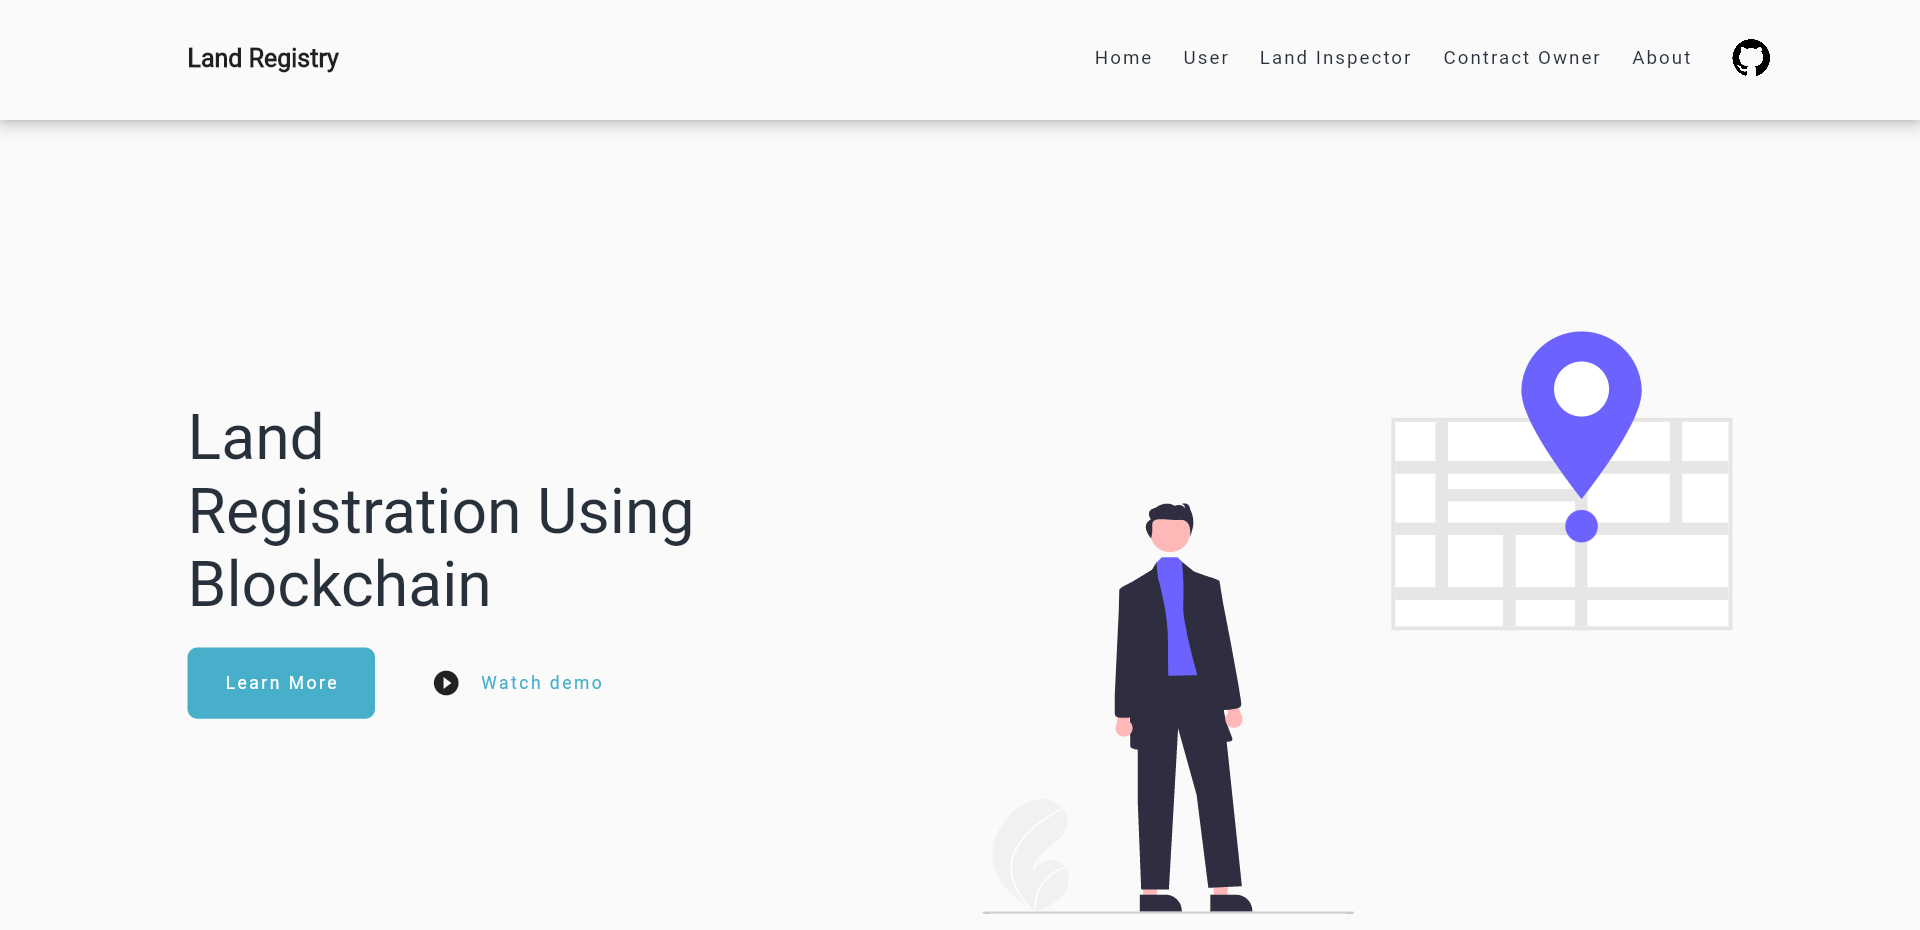 Land Registry
Home User Land Inspector Contract Owner About
Land
Registration Using
Blockchain
Learn More Watch demo